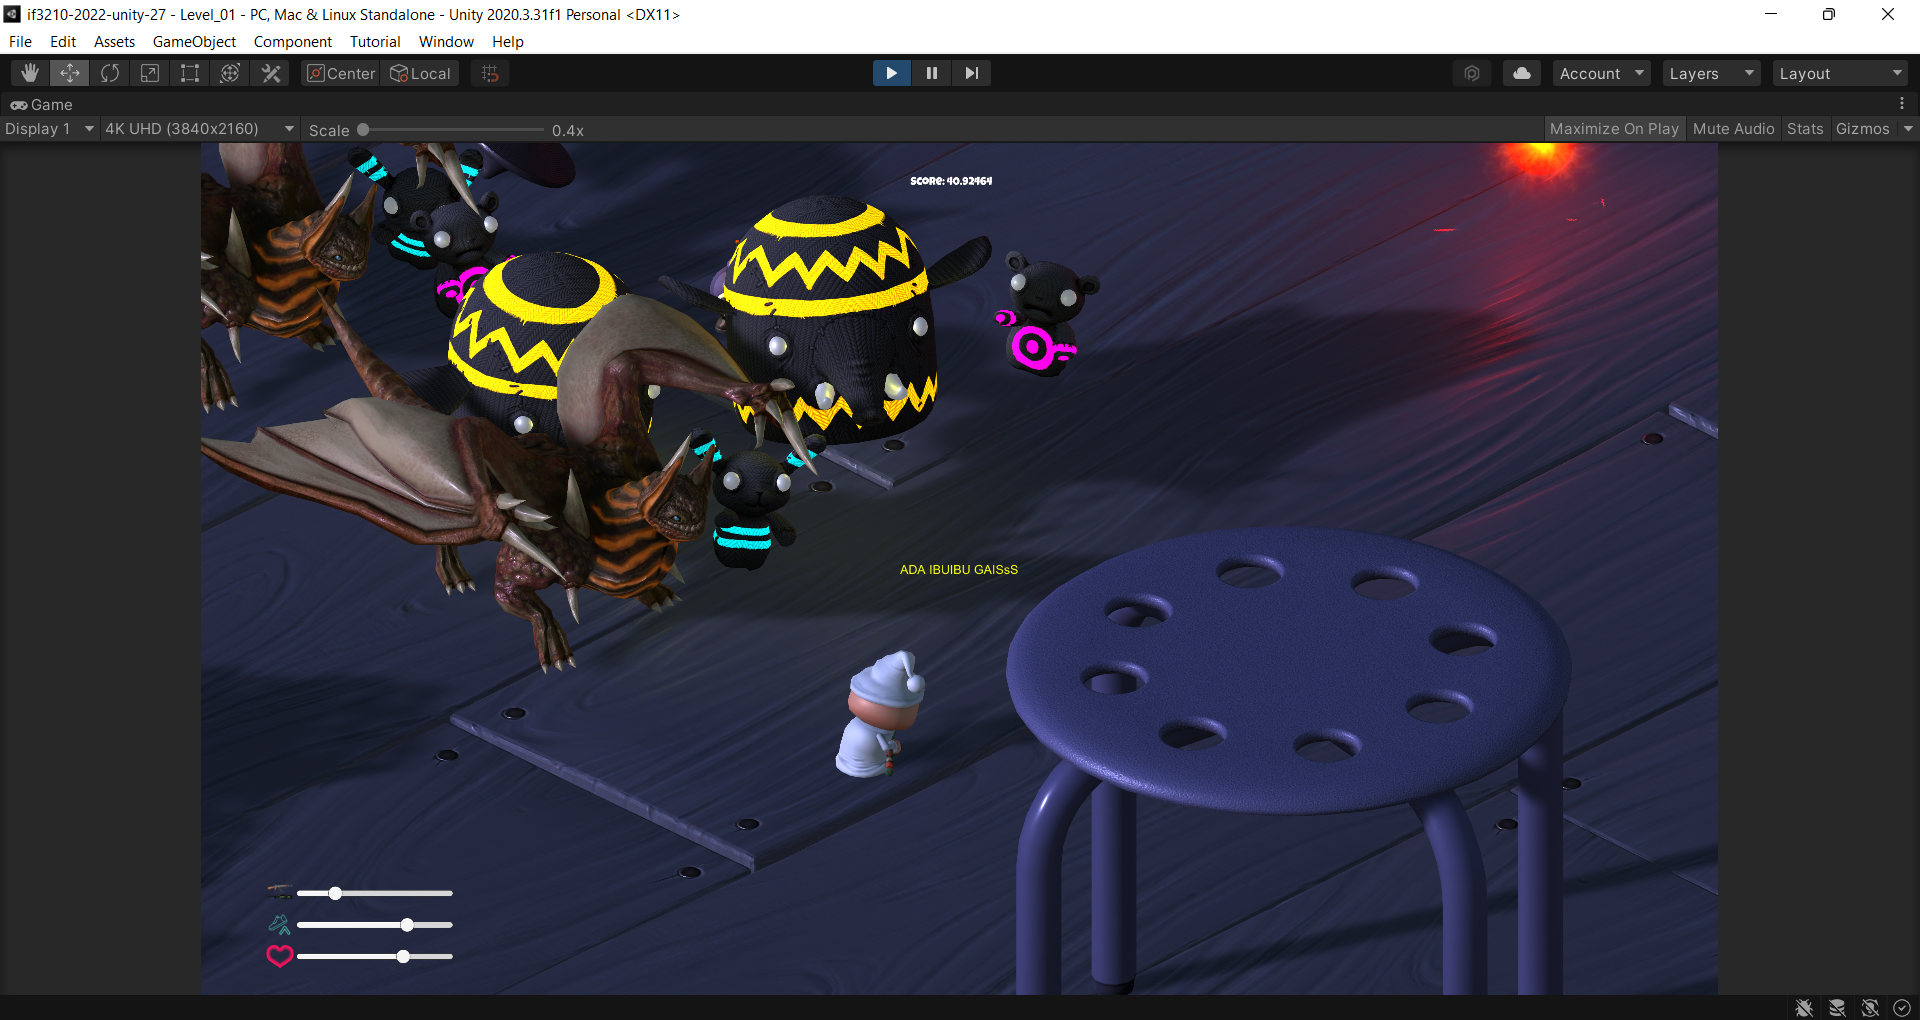 if3210-2022-unity-27 - Level_01 - PC, Mac & Linux Standalone - Unity 2020.3.31f1 Personal <DX11>
File Edit Assets GameObject Component Tutorial Window Help
Center Local Account Layers Layout
Game
Display 1 4K UHD (3840x2160) Scale 0.4x Maximize On Play Mute Audio Stats Gizmos
SCORE: 40.92464
ADA IBUIBU GAISsS